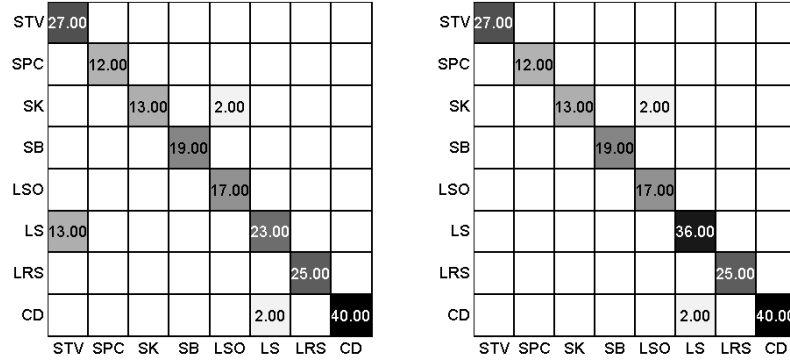 STV 27.00
SPC 12.00
SK 13.00 2.00
SB 19.00
LSO 17.00
LS 13.00 23.00
LRS 25.00
CD 2.00 40.00
STV SPC SK SB LSO LS LRS CD
STV 27.00
SPC 12.00
SK 13.00 2.00
SB 19.00
LSO 17.00
LS 36.00
LRS 25.00
CD 2.00 40.00
STV SPC SK SB LSO LS LRS CD